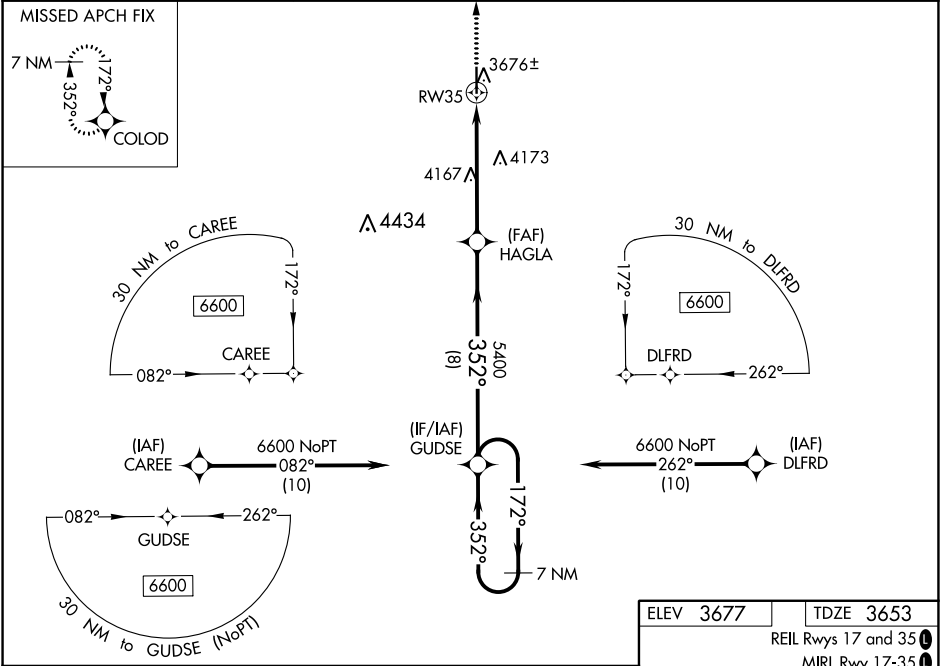 MISSED APCH FIX
7 NM
172°
352°
COLOD
3676±
RW35
4173
4167
4434
(FAF)
HAGLA
30 NM to CAREE
172°
6600
CAREE
082°
30 NM to DLFRD
172°
6600
DLFRD
262°
5400
352°
(8)
(IF/IAF)
GUDSE
(IAF)
CAREE
6600 NoPT
082°
(10)
6600 NoPT
262°
(10)
(IAF)
DLFRD
172°
352°
7 NM
082°
262°
GUDSE
6600
30 NM to GUDSE (NoPT)
ELEV 3677
TDZE 3653
REIL Rwys 17 and 35 L
MIRL Rwy 17-35 L